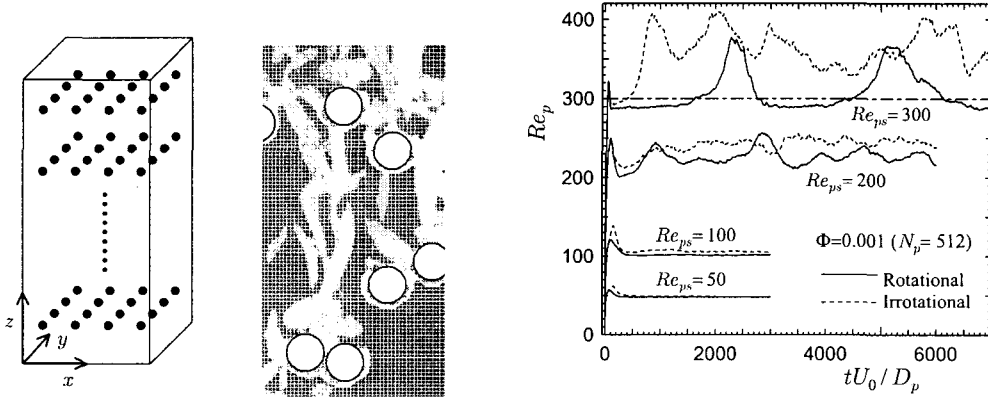 z
y
x
Re_p
400
300
200
100
0
Re_ps=300
Re_ps=200
Re_ps=100
Re_ps=50
Φ=0.001 (N_p=512)
Rotational
Irrotational
0 2000 4000 6000
tU_0/D_p